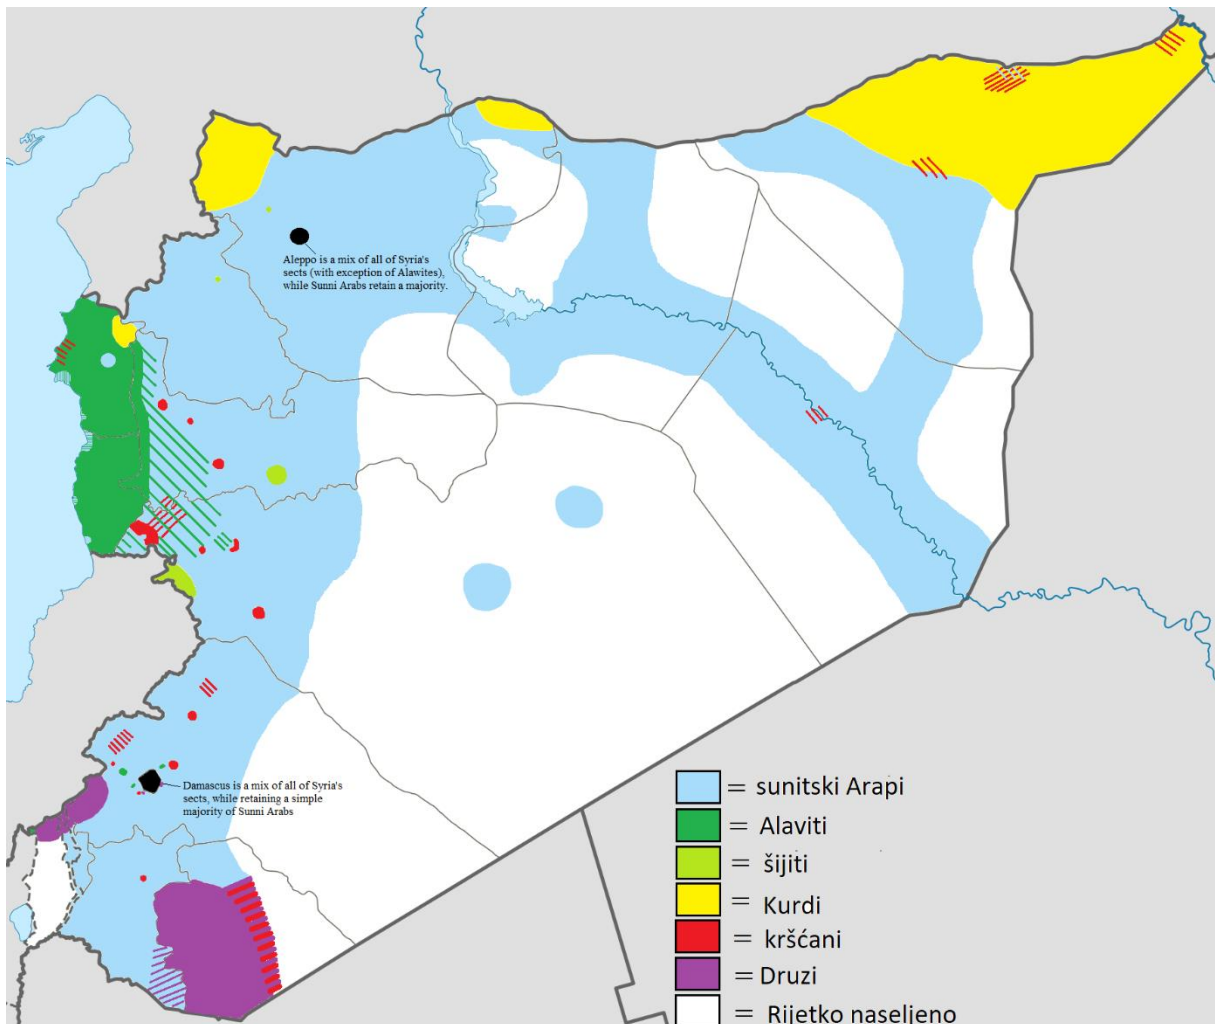 Aleppo is a mix of all of Syria's
sects (with exception of Alawites),
while Sunni Arabs retain a majority.
Damascus is a mix of all of Syria's
sects, while retaining a simple
majority of Sunni Arabs
= sunitski Arapi
= Alaviti
= šijiti
= Kurdi
= kršćani
= Druzi
= Rijetko naseljeno